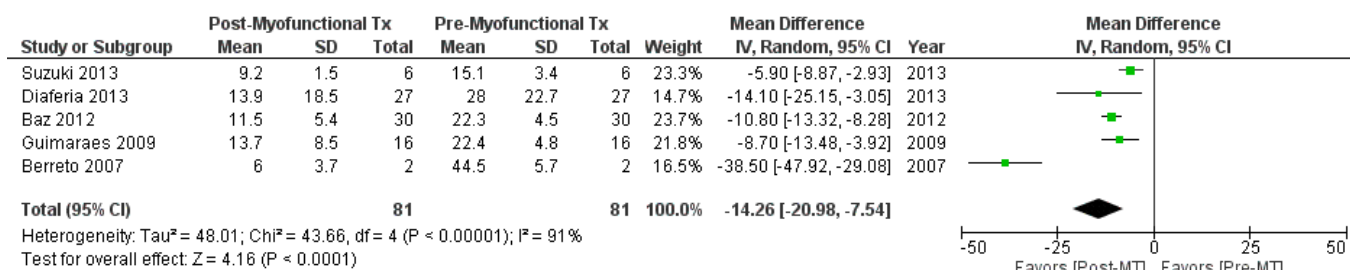 Post-Myofunctional Tx Pre-Myofunctional Tx Mean Difference Mean Difference
Study or Subgroup Mean SD Total Mean SD Total Weight IV, Random, 95% CI Year IV, Random, 95% CI
Suzuki 2013 9.2 1.5 6 15.1 3.4 6 23.3% -5.90 [-8.87, -2.93] 2013
Diaferia 2013 13.9 18.5 27 28 22.7 27 14.7% -14.10 [-25.15, -3.05] 2013
Baz 2012 11.5 5.4 30 22.3 4.5 30 23.7% -10.80 [-13.32, -8.28] 2012
Guimaraes 2009 13.7 8.5 16 22.4 4.8 16 21.8% -8.70 [-13.48, -3.92] 2009
Berreto 2007 6 3.7 2 44.5 5.7 2 16.5% -38.50 [-47.92, -29.08] 2007
Total (95% CI) 81 81 100.0% -14.26 [-20.98, -7.54]
Heterogeneity: Tau² = 48.01; Chi² = 43.66, df = 4 (P < 0.00001); I² = 91%
Test for overall effect: Z = 4.16 (P < 0.0001)
-50 -25 0 25 50
Favors [Post-MT] Favors [Pre-MT]